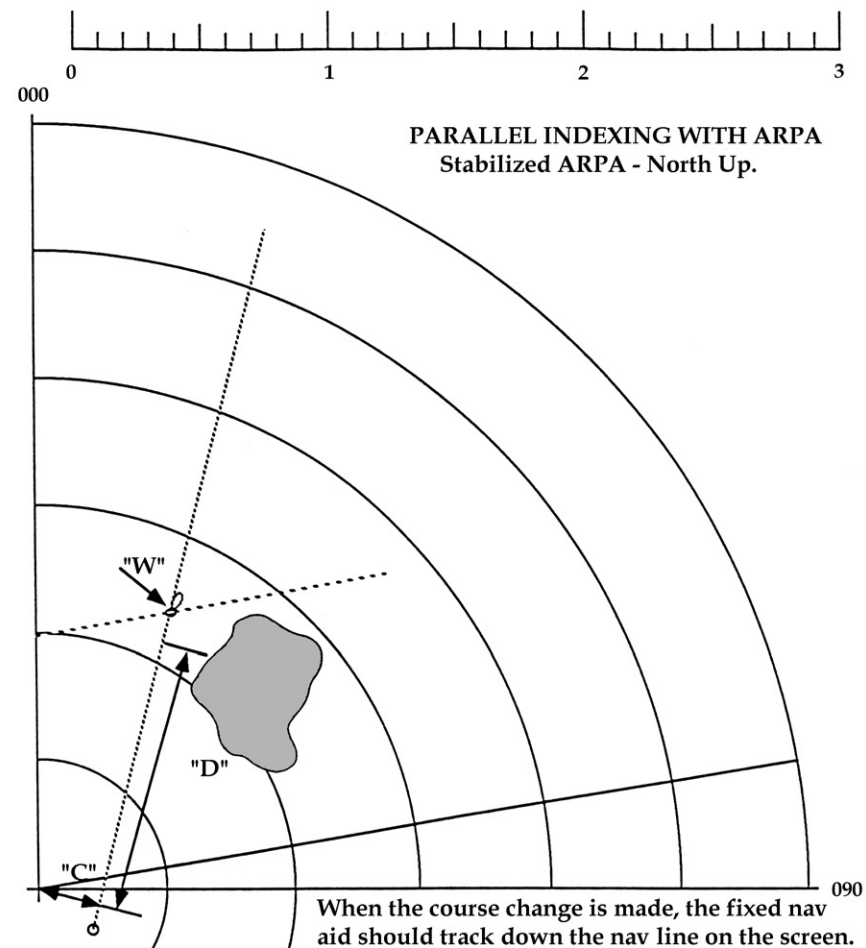 0 1 2 3
000
PARALLEL INDEXING WITH ARPA
Stabilized ARPA - North Up.
"W"
"D"
"C"
090
When the course change is made, the fixed nav
aid should track down the nav line on the screen.